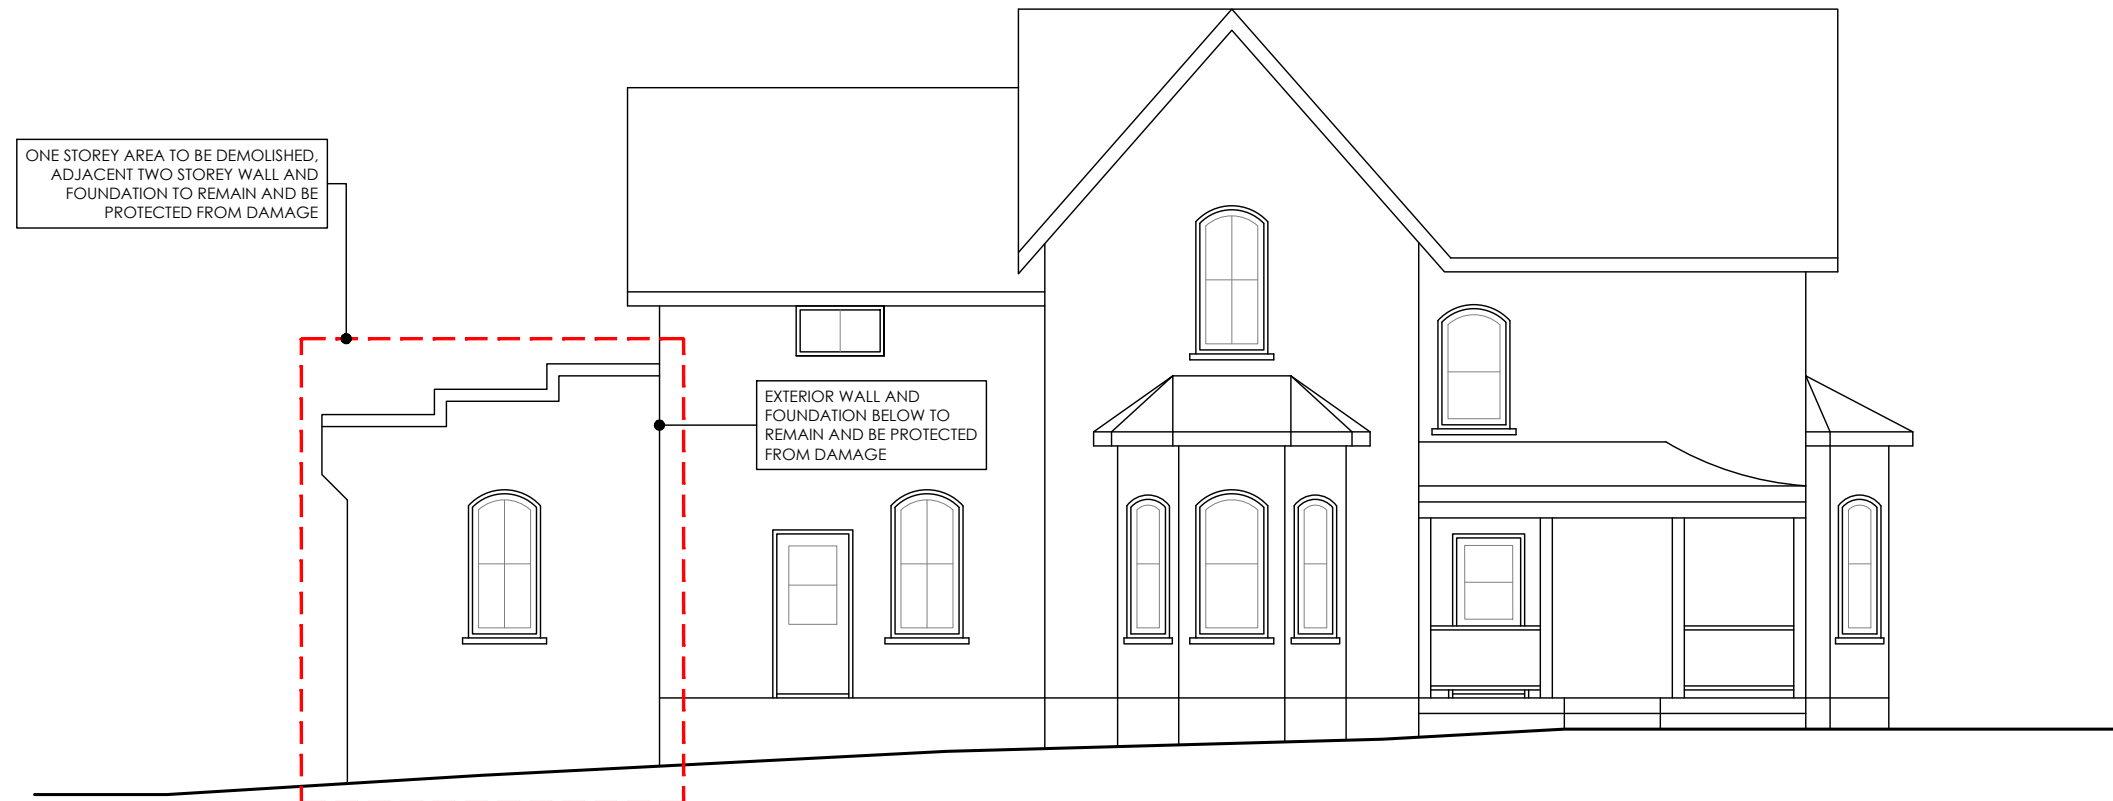 ONE STOREY AREA TO BE DEMOLISHED,
ADJACENT TWO STOREY WALL AND
FOUNDATION TO REMAIN AND BE
PROTECTED FROM DAMAGE
EXTERIOR WALL AND
FOUNDATION BELOW TO
REMAIN AND BE PROTECTED
FROM DAMAGE